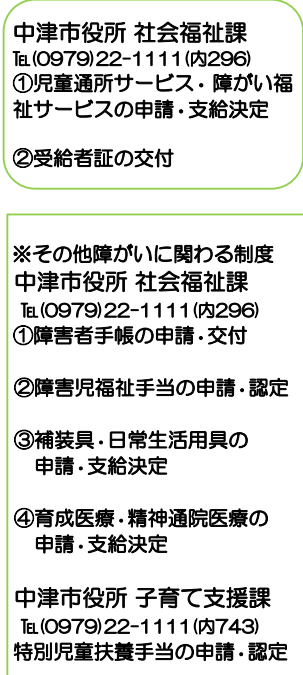 中津市役所 社会福祉課
℡(0979)22-1111(内296)
①児童通所サービス・障がい福
祉サービスの申請・支給決定
②受給者証の交付
※その他障がいに関わる制度
中津市役所 社会福祉課
℡(0979)22-1111(内296)
①障害者手帳の申請・交付
②障害児福祉手当の申請・認定
③補装具・日常生活用具の
申請・支給決定
④育成医療・精神通院医療の
申請・支給決定
中津市役所 子育て支援課
℡(0979)22-1111(内743)
特別児童扶養手当の申請・認定